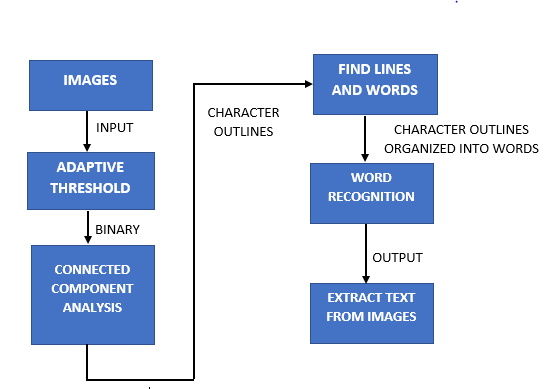 IMAGES
INPUT
ADAPTIVE
THRESHOLD
BINARY
CONNECTED
COMPONENT
ANALYSIS
CHARACTER
OUTLINES
FIND LINES
AND WORDS
CHARACTER OUTLINES
ORGANIZED INTO WORDS
WORD
RECOGNITION
OUTPUT
EXTRACT TEXT
FROM IMAGES